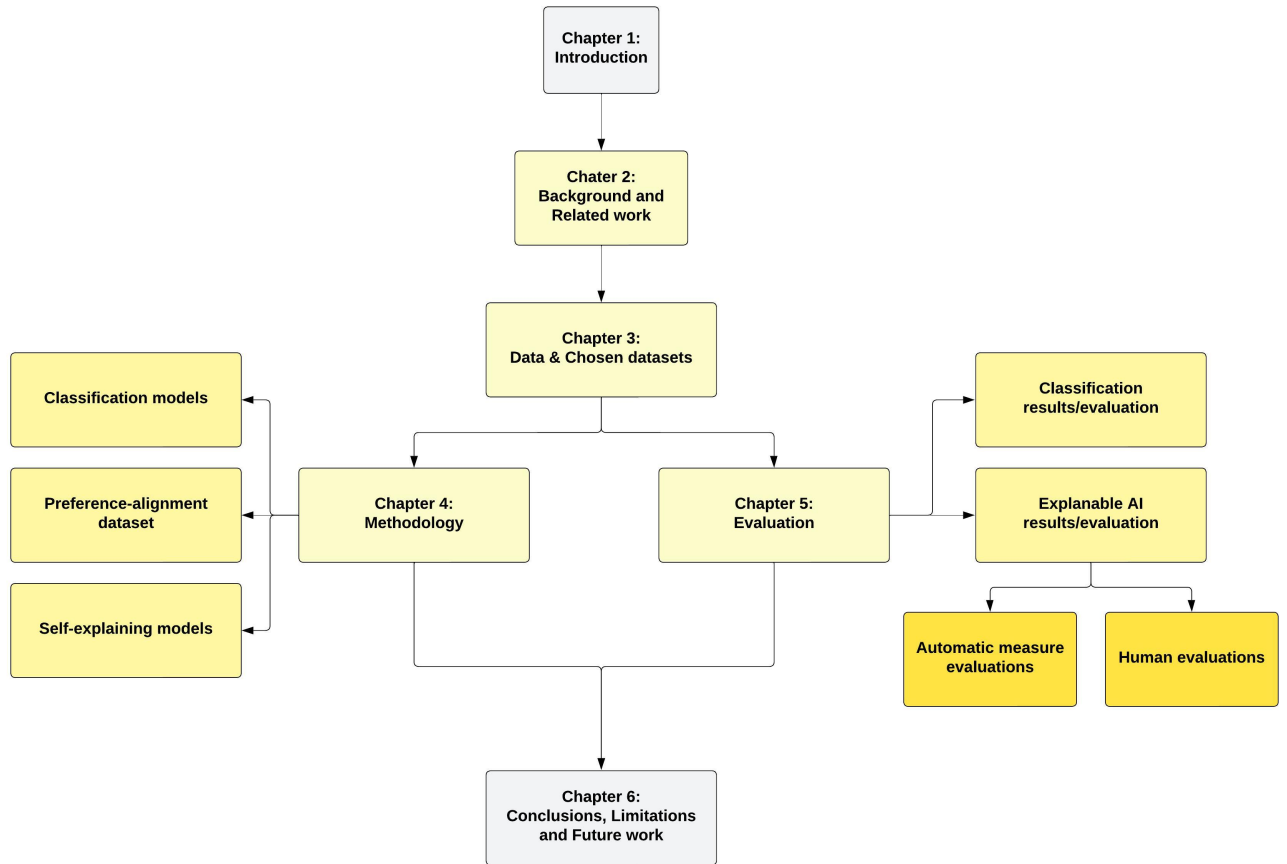 Chapter 1:
Introduction
Chater 2:
Background and
Related work
Chapter 3:
Data & Chosen datasets
Classification models
Classification
results/evaluation
Preference-alignment
dataset
Chapter 4:
Methodology
Chapter 5:
Evaluation
Explanable AI
results/evaluation
Self-explaining models
Automatic measure
evaluations
Human evaluations
Chapter 6:
Conclusions, Limitations
and Future work